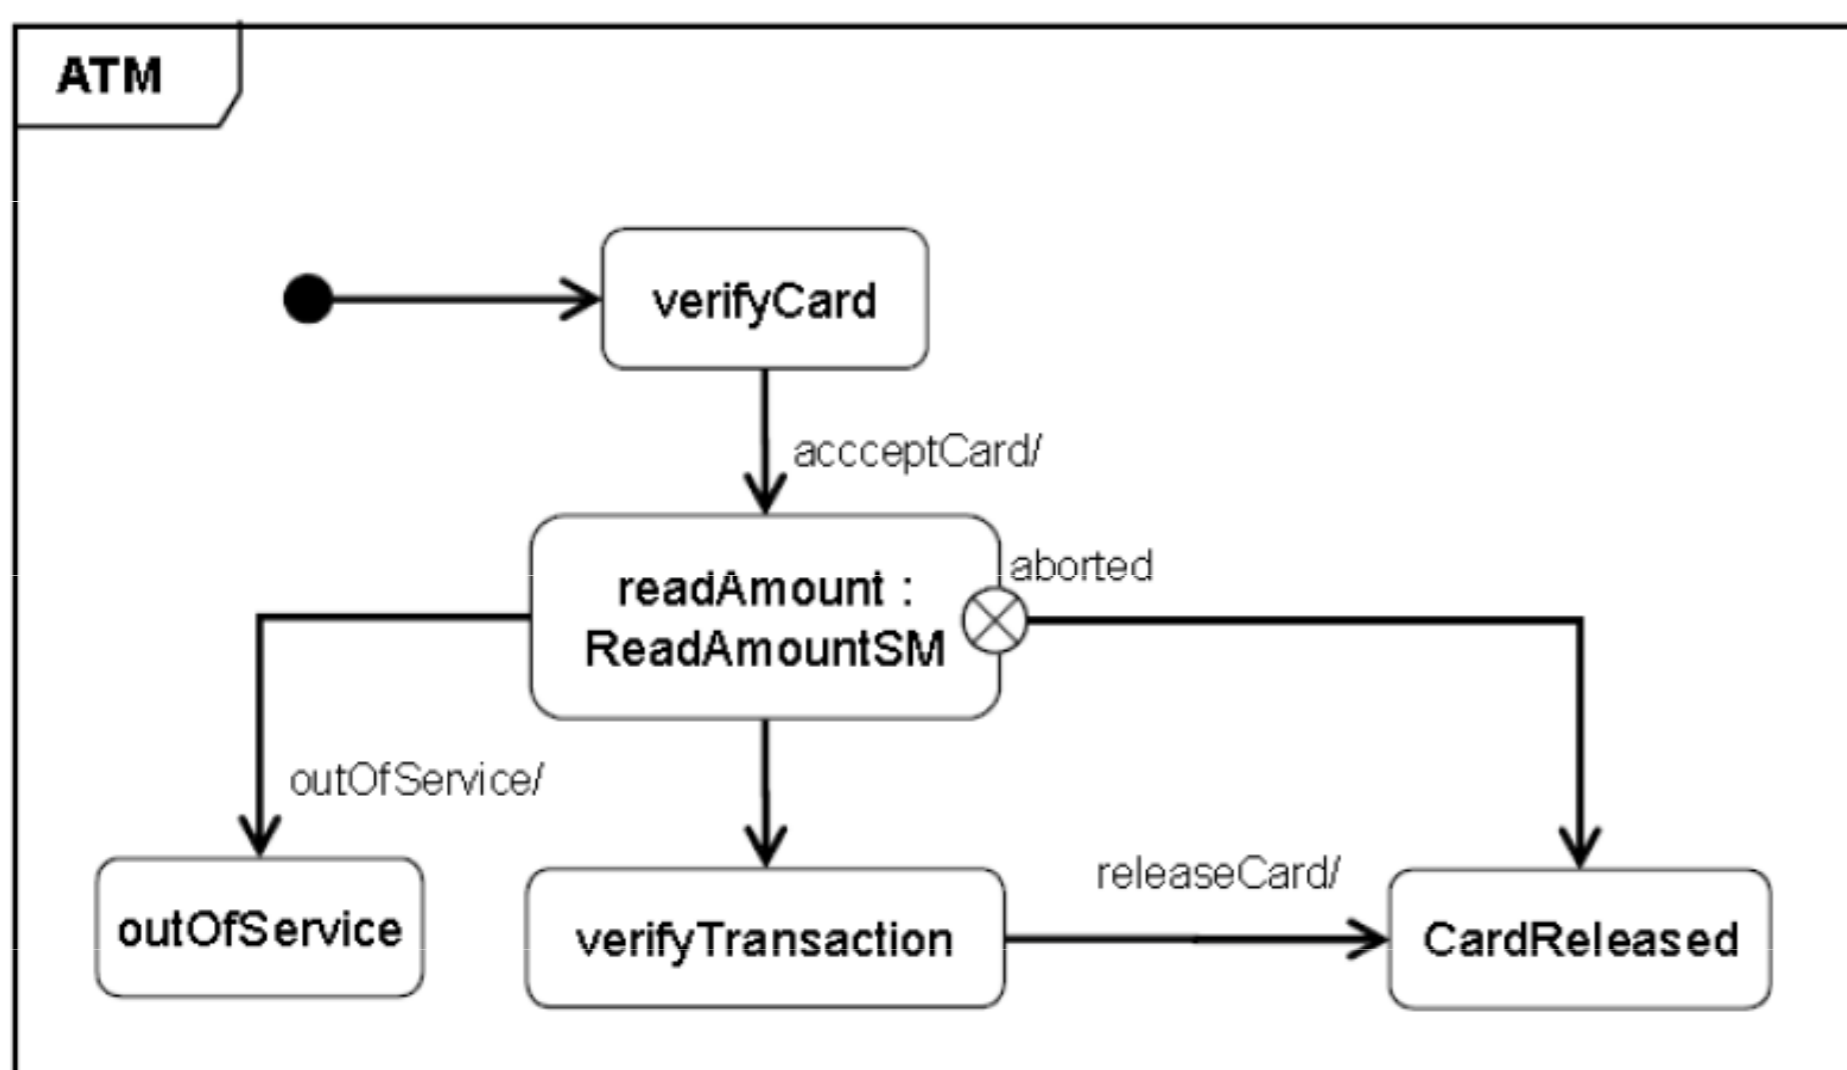 ATM
verifyCard
accceptCard/
aborted
readAmount :
ReadAmountSM
outOfService/
releaseCard/
outOfService
verifyTransaction
CardReleased